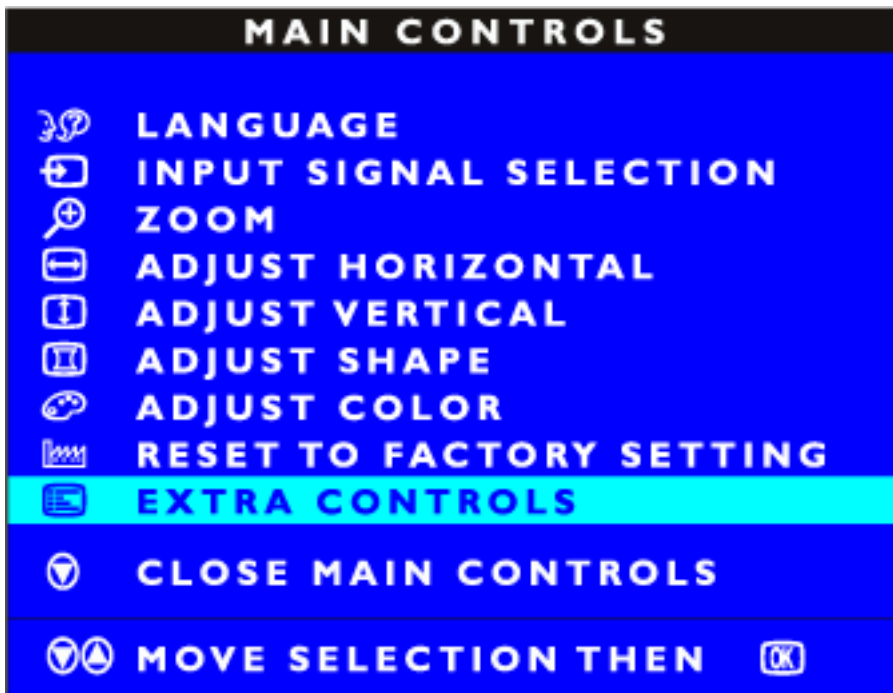 MAIN CONTROLS
LANGUAGE
INPUT SIGNAL SELECTION
ZOOM
ADJUST HORIZONTAL
ADJUST VERTICAL
ADJUST SHAPE
ADJUST COLOR
RESET TO FACTORY SETTING
EXTRA CONTROLS
CLOSE MAIN CONTROLS
MOVE SELECTION THEN OK